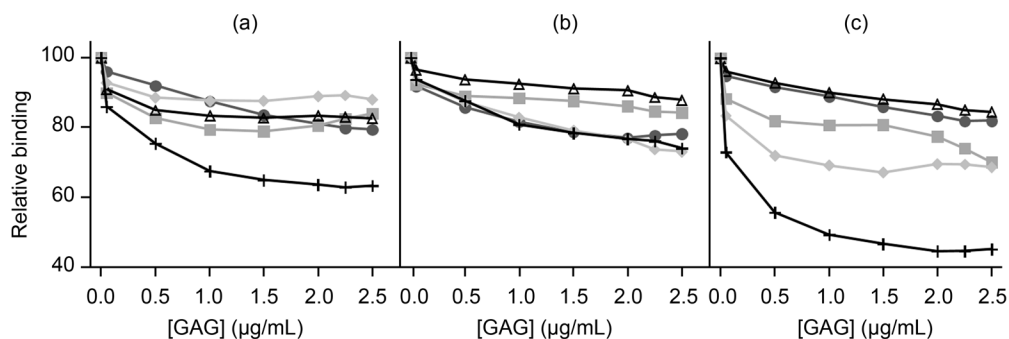 (a) (b) (c)
Relative binding
100
80
60
40
0.0 0.5 1.0 1.5 2.0 2.5 0.0 0.5 1.0 1.5 2.0 2.5 0.0 0.5 1.0 1.5 2.0 2.5
[GAG] (µg/mL) [GAG] (µg/mL) [GAG] (µg/mL)